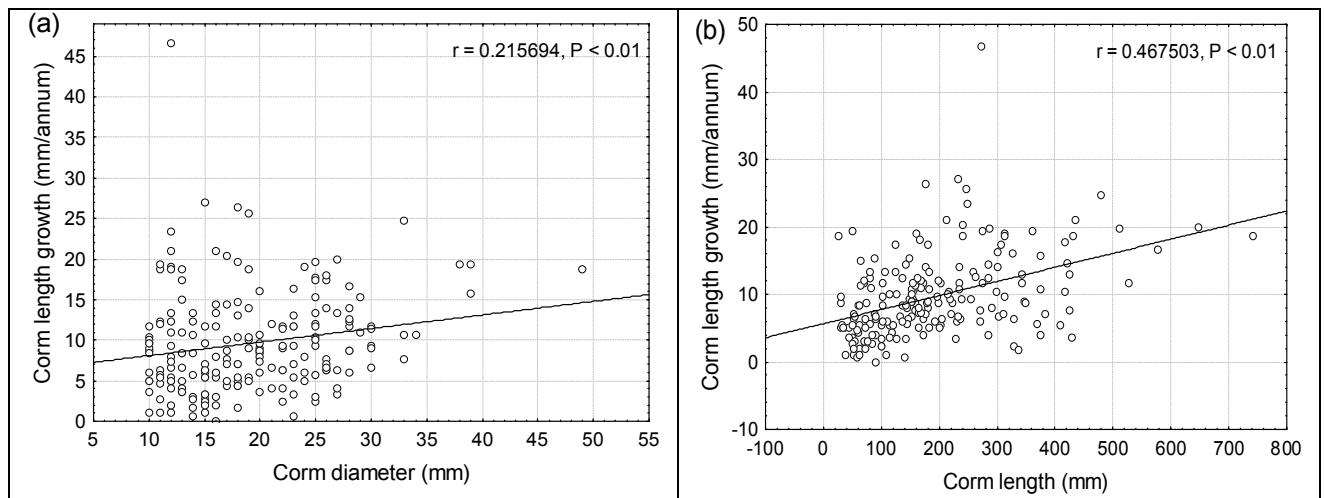 (a)
r = 0.215694, P < 0.01
Corm length growth (mm/annum)
45
40
35
30
25
20
15
10
5
0
5 10 15 20 25 30 35 40 45 50 55
Corm diameter (mm)
(b)
r = 0.467503, P < 0.01
Corm length growth (mm/annum)
50
40
30
20
10
0
-10
-100 0 100 200 300 400 500 600 700 800
Corm length (mm)